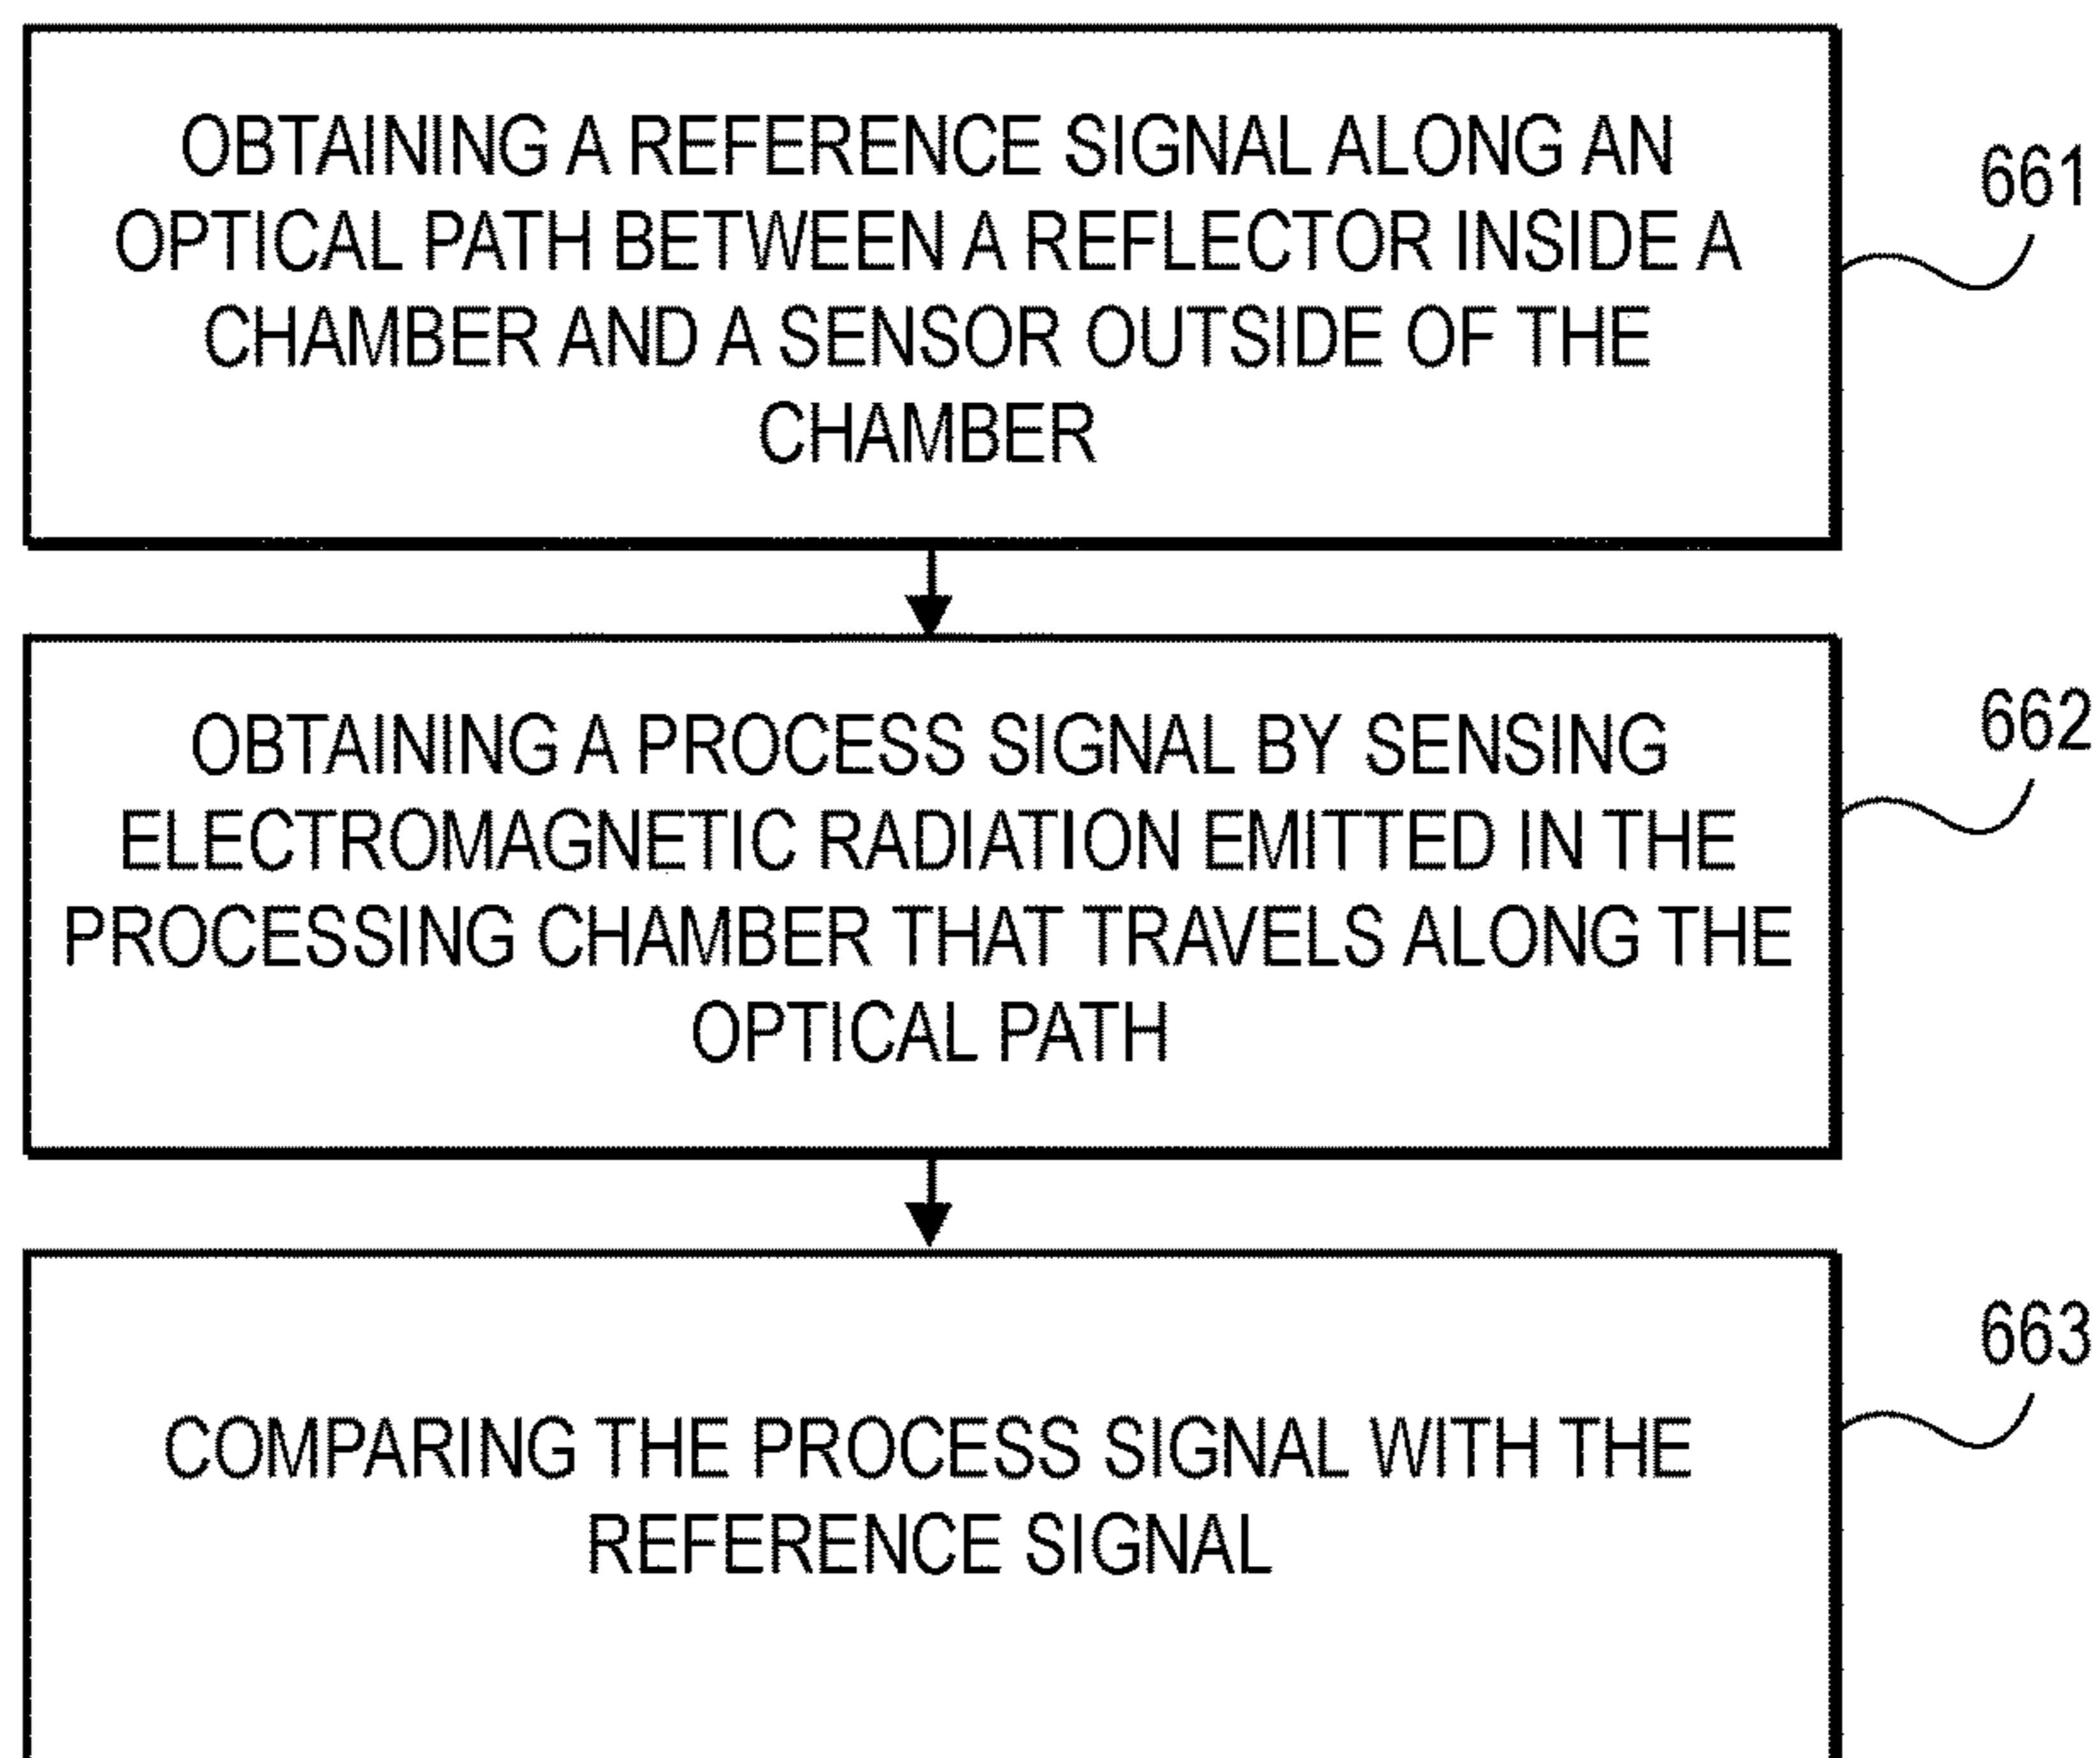 OBTAINING A REFERENCE SIGNAL ALONG AN
OPTICAL PATH BETWEEN A REFLECTOR INSIDE A
CHAMBER AND A SENSOR OUTSIDE OF THE
CHAMBER
661
OBTAINING A PROCESS SIGNAL BY SENSING
ELECTROMAGNETIC RADIATION EMITTED IN THE
PROCESSING CHAMBER THAT TRAVELS ALONG THE
OPTICAL PATH
662
COMPARING THE PROCESS SIGNAL WITH THE
REFERENCE SIGNAL
663